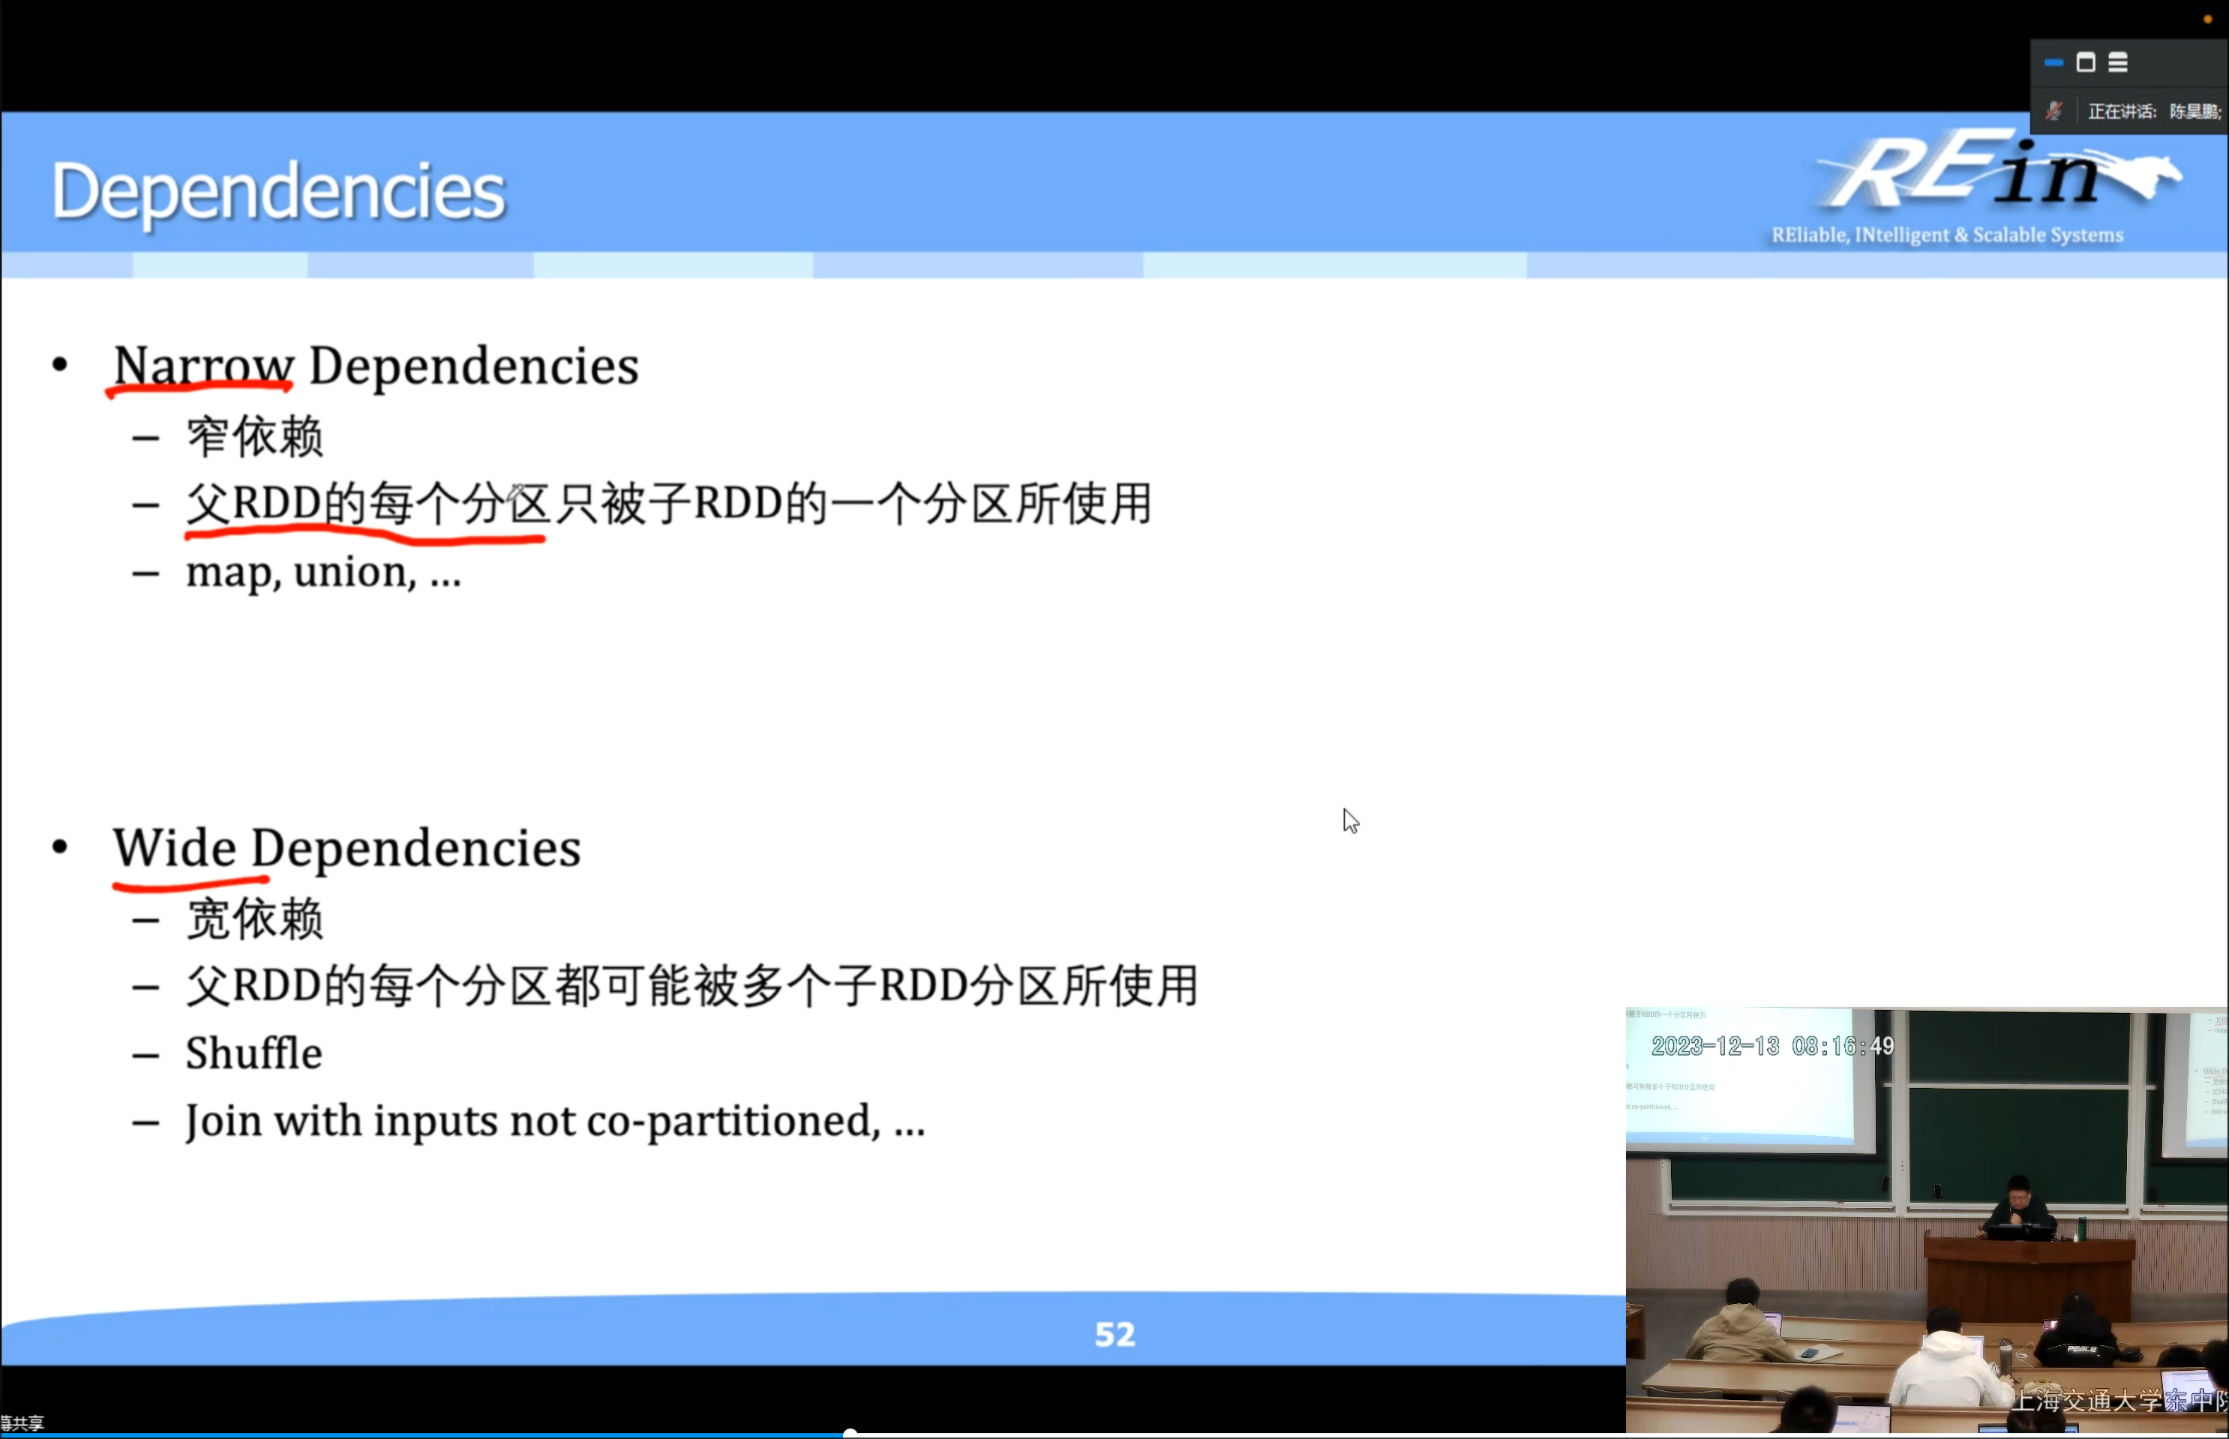 正在讲话: 陈昊鹏;
Dependencies
REin
REliable, INtelligent & Scalable Systems
• Narrow Dependencies
– 窄依赖
– 父RDD的每个分区只被子RDD的一个分区所使用
– map, union, ...
• Wide Dependencies
– 宽依赖
– 父RDD的每个分区都可能被多个子RDD分区所使用
– Shuffle
– Join with inputs not co-partitioned, ...
2023-12-13 08:16:49
52
上海交通大学东中院
幕共享